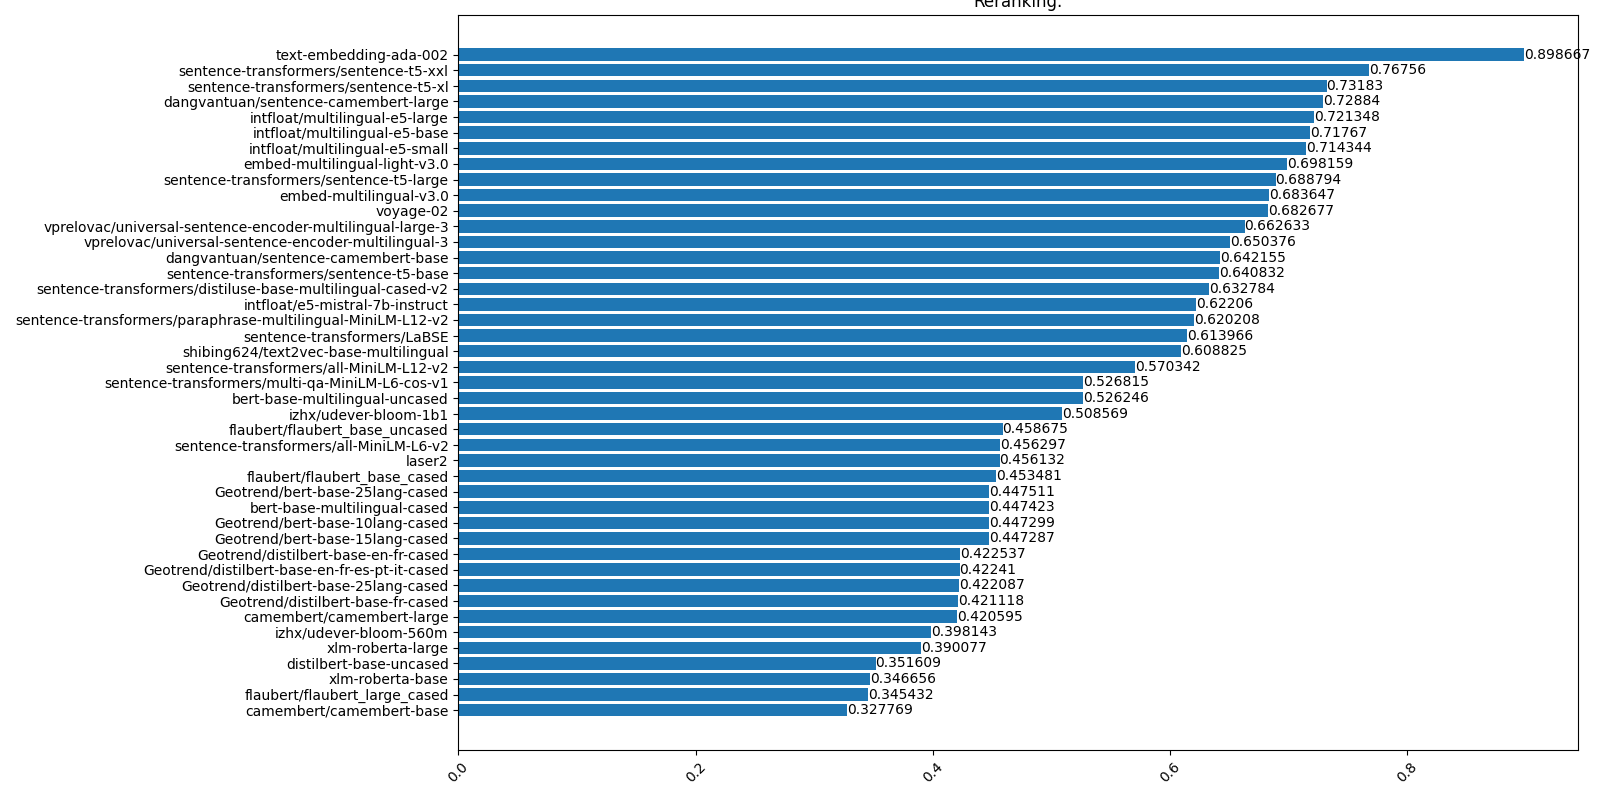 Reranking.
text-embedding-ada-002 0.898667
sentence-transformers/sentence-t5-xxl 0.76756
sentence-transformers/sentence-t5-xl 0.73183
dangvantuan/sentence-camembert-large 0.72884
intfloat/multilingual-e5-large 0.721348
intfloat/multilingual-e5-base 0.71767
intfloat/multilingual-e5-small 0.714344
embed-multilingual-light-v3.0 0.698159
sentence-transformers/sentence-t5-large 0.688794
embed-multilingual-v3.0 0.683647
voyage-02 0.682677
vprelovac/universal-sentence-encoder-multilingual-large-3 0.662633
vprelovac/universal-sentence-encoder-multilingual-3 0.650376
dangvantuan/sentence-camembert-base 0.642155
sentence-transformers/sentence-t5-base 0.640832
sentence-transformers/distiluse-base-multilingual-cased-v2 0.632784
intfloat/e5-mistral-7b-instruct 0.62206
sentence-transformers/paraphrase-multilingual-MiniLM-L12-v2 0.620208
sentence-transformers/LaBSE 0.613966
shibing624/text2vec-base-multilingual 0.608825
sentence-transformers/all-MiniLM-L12-v2 0.570342
sentence-transformers/multi-qa-MiniLM-L6-cos-v1 0.526815
bert-base-multilingual-uncased 0.526246
izhx/udever-bloom-1b1 0.508569
flaubert/flaubert_base_uncased 0.458675
sentence-transformers/all-MiniLM-L6-v2 0.456297
laser2 0.456132
flaubert/flaubert_base_cased 0.453481
Geotrend/bert-base-25lang-cased 0.447511
bert-base-multilingual-cased 0.447423
Geotrend/bert-base-10lang-cased 0.447299
Geotrend/bert-base-15lang-cased 0.447287
Geotrend/distilbert-base-en-fr-cased 0.422537
Geotrend/distilbert-base-en-fr-es-pt-it-cased 0.42241
Geotrend/distilbert-base-25lang-cased 0.422087
Geotrend/distilbert-base-fr-cased 0.421118
camembert/camembert-large 0.420595
izhx/udever-bloom-560m 0.398143
xlm-roberta-large 0.390077
distilbert-base-uncased 0.351609
xlm-roberta-base 0.346656
flaubert/flaubert_large_cased 0.345432
camembert/camembert-base 0.327769
0.0 0.2 0.4 0.6 0.8